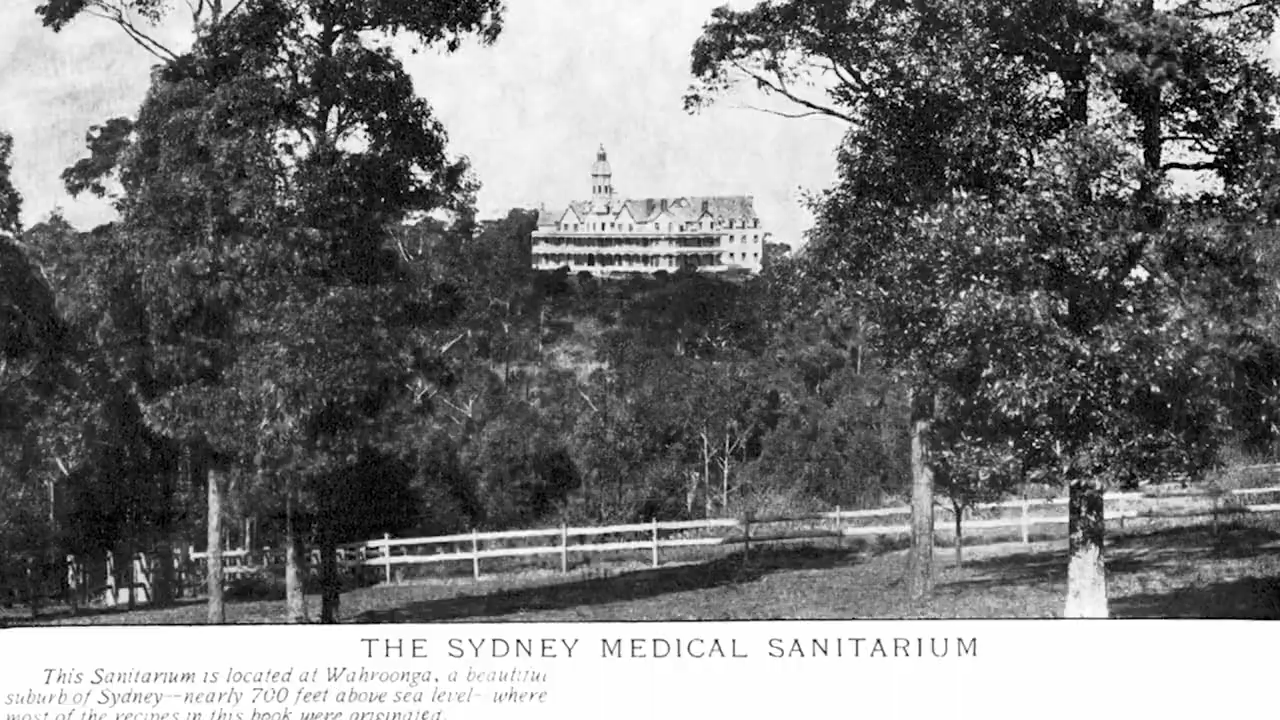 THE SYDNEY MEDICAL SANITARIUM
This Sanitarium is located at Wahroonga, a beautiful
suburb of Sydney--nearly 700 feet above sea level--where
most of the recipes in this book were originated.